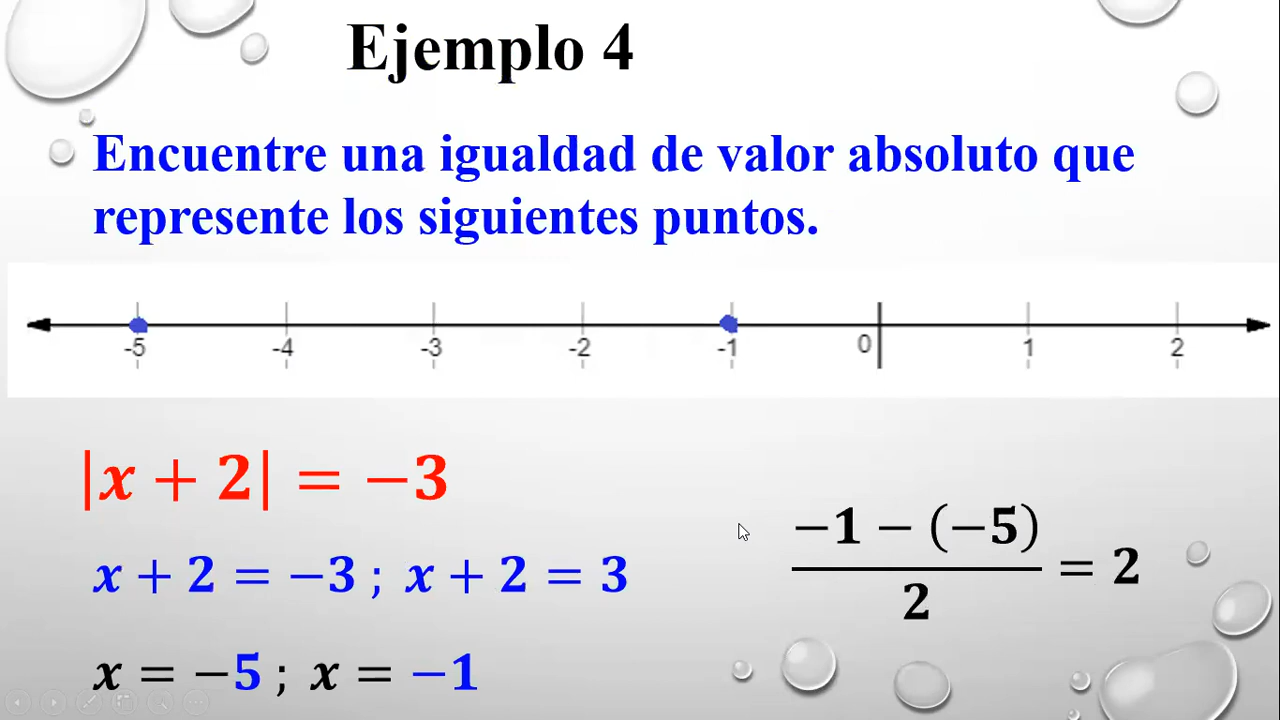 Ejemplo 4
Encuentre una igualdad de valor absoluto que
represente los siguientes puntos.
-5 -4 -3 -2 -1 0 1 2
|x + 2| = −3
x + 2 = −3 ; x + 2 = 3
x = −5 ; x = −1
−1 − (−5)
2
= 2